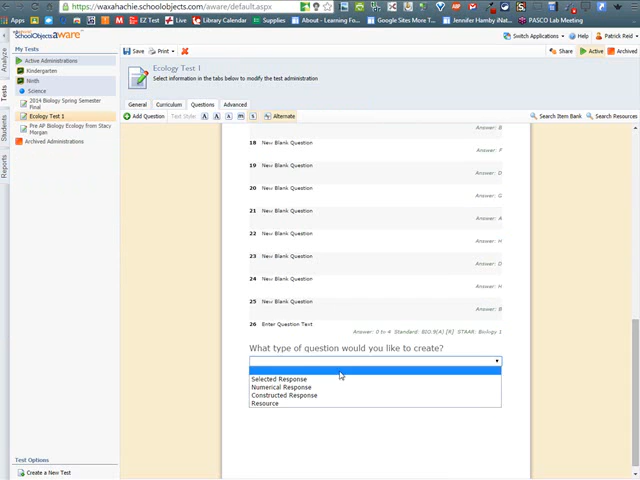 https://waxahachie.schoolobjects.com/aware/default.aspx
Apps
EZ Test
Live
Library Calendar
Cloud
Supplies
About - Learning Fo...
Google Sites More T...
Jennifer Hamby iNat...
PASCO Lab Meeting
SchoolObjects: aware
Switch Applications
Help
Patrick Reid
My Tests
Save
Print
Share
Active
Archived
Analyze
Tests
Students
Reports
Active Administrations
Kindergarten
Ninth
Science
2014 Biology Spring Semester
Final
Ecology Test 1
Pre AP Biology Ecology from Stacy
Morgan
Archived Administrations
Ecology Test 1
Select information in the tabs below to modify the test administration
General
Curriculum
Questions
Advanced
Add Question
Text Style:
Alternate
Search Item Bank
Search Resources
Answer: B
18 New Blank Question
Answer: F
19 New Blank Question
Answer: D
20 New Blank Question
Answer: G
21 New Blank Question
Answer: A
22 New Blank Question
Answer: H
23 New Blank Question
Answer: D
24 New Blank Question
Answer: H
25 New Blank Question
Answer: B
26 Enter Question Text
Answer: 0 to 4 Standard: BIO.9(A) [R] STAAR: Biology 1
What type of question would you like to create?
Selected Response
Numerical Response
Constructed Response
Resource
Test Options
Create a New Test